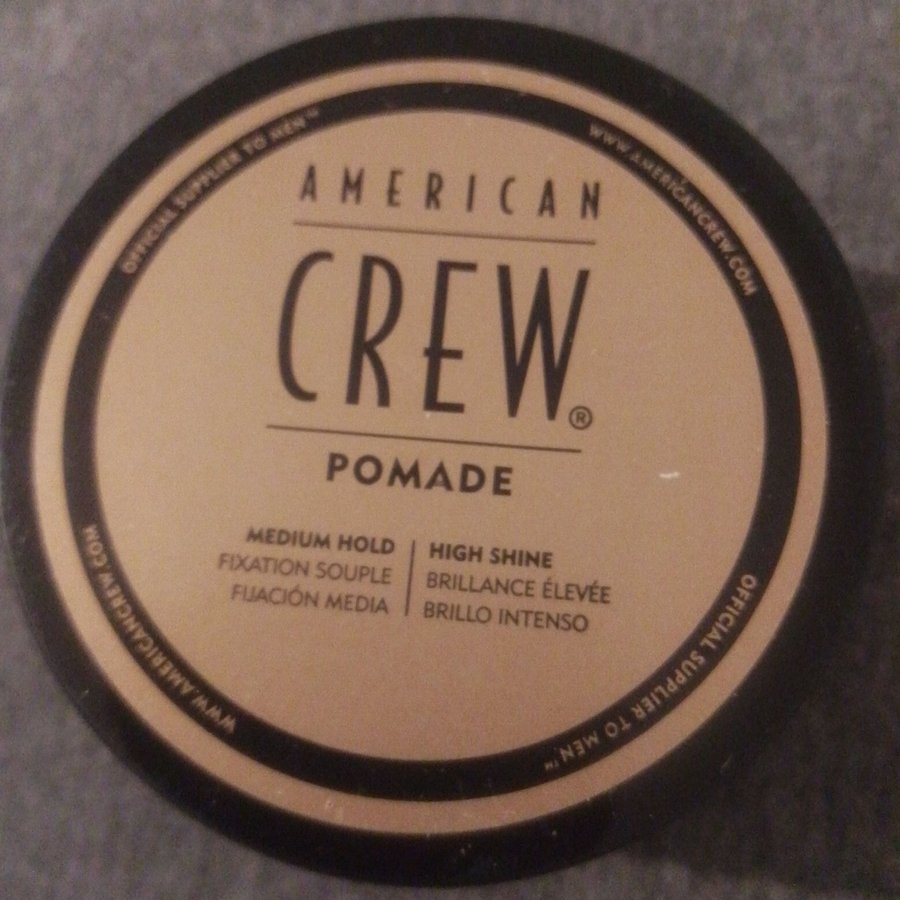 OFFICIAL SUPPLIER TO MEN™
WWW.AMERICANCREW.COM
AMERICAN
CREW®
POMADE
MEDIUM HOLD
FIXATION SOUPLE
FIJACIÓN MEDIA
HIGH SHINE
BRILLANCE ÉLEVÉE
BRILLO INTENSO
WWW.AMERICANCREW.COM
OFFICIAL SUPPLIER TO MEN™